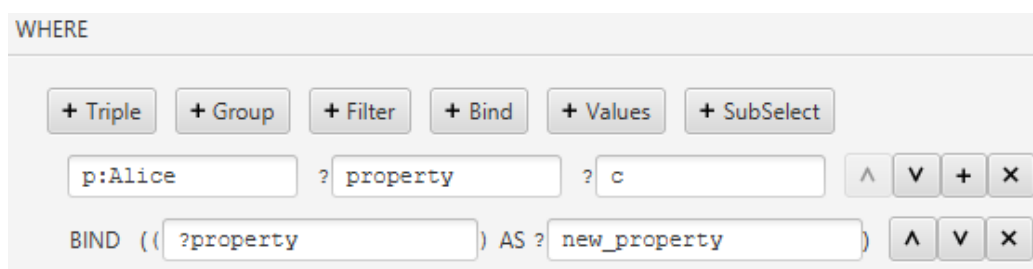 WHERE
+ Triple + Group + Filter + Bind + Values + SubSelect
p:Alice ? property ? c ∧ ∨ + ×
BIND (( ?property ) AS ? new_property ) ∧ ∨ ×